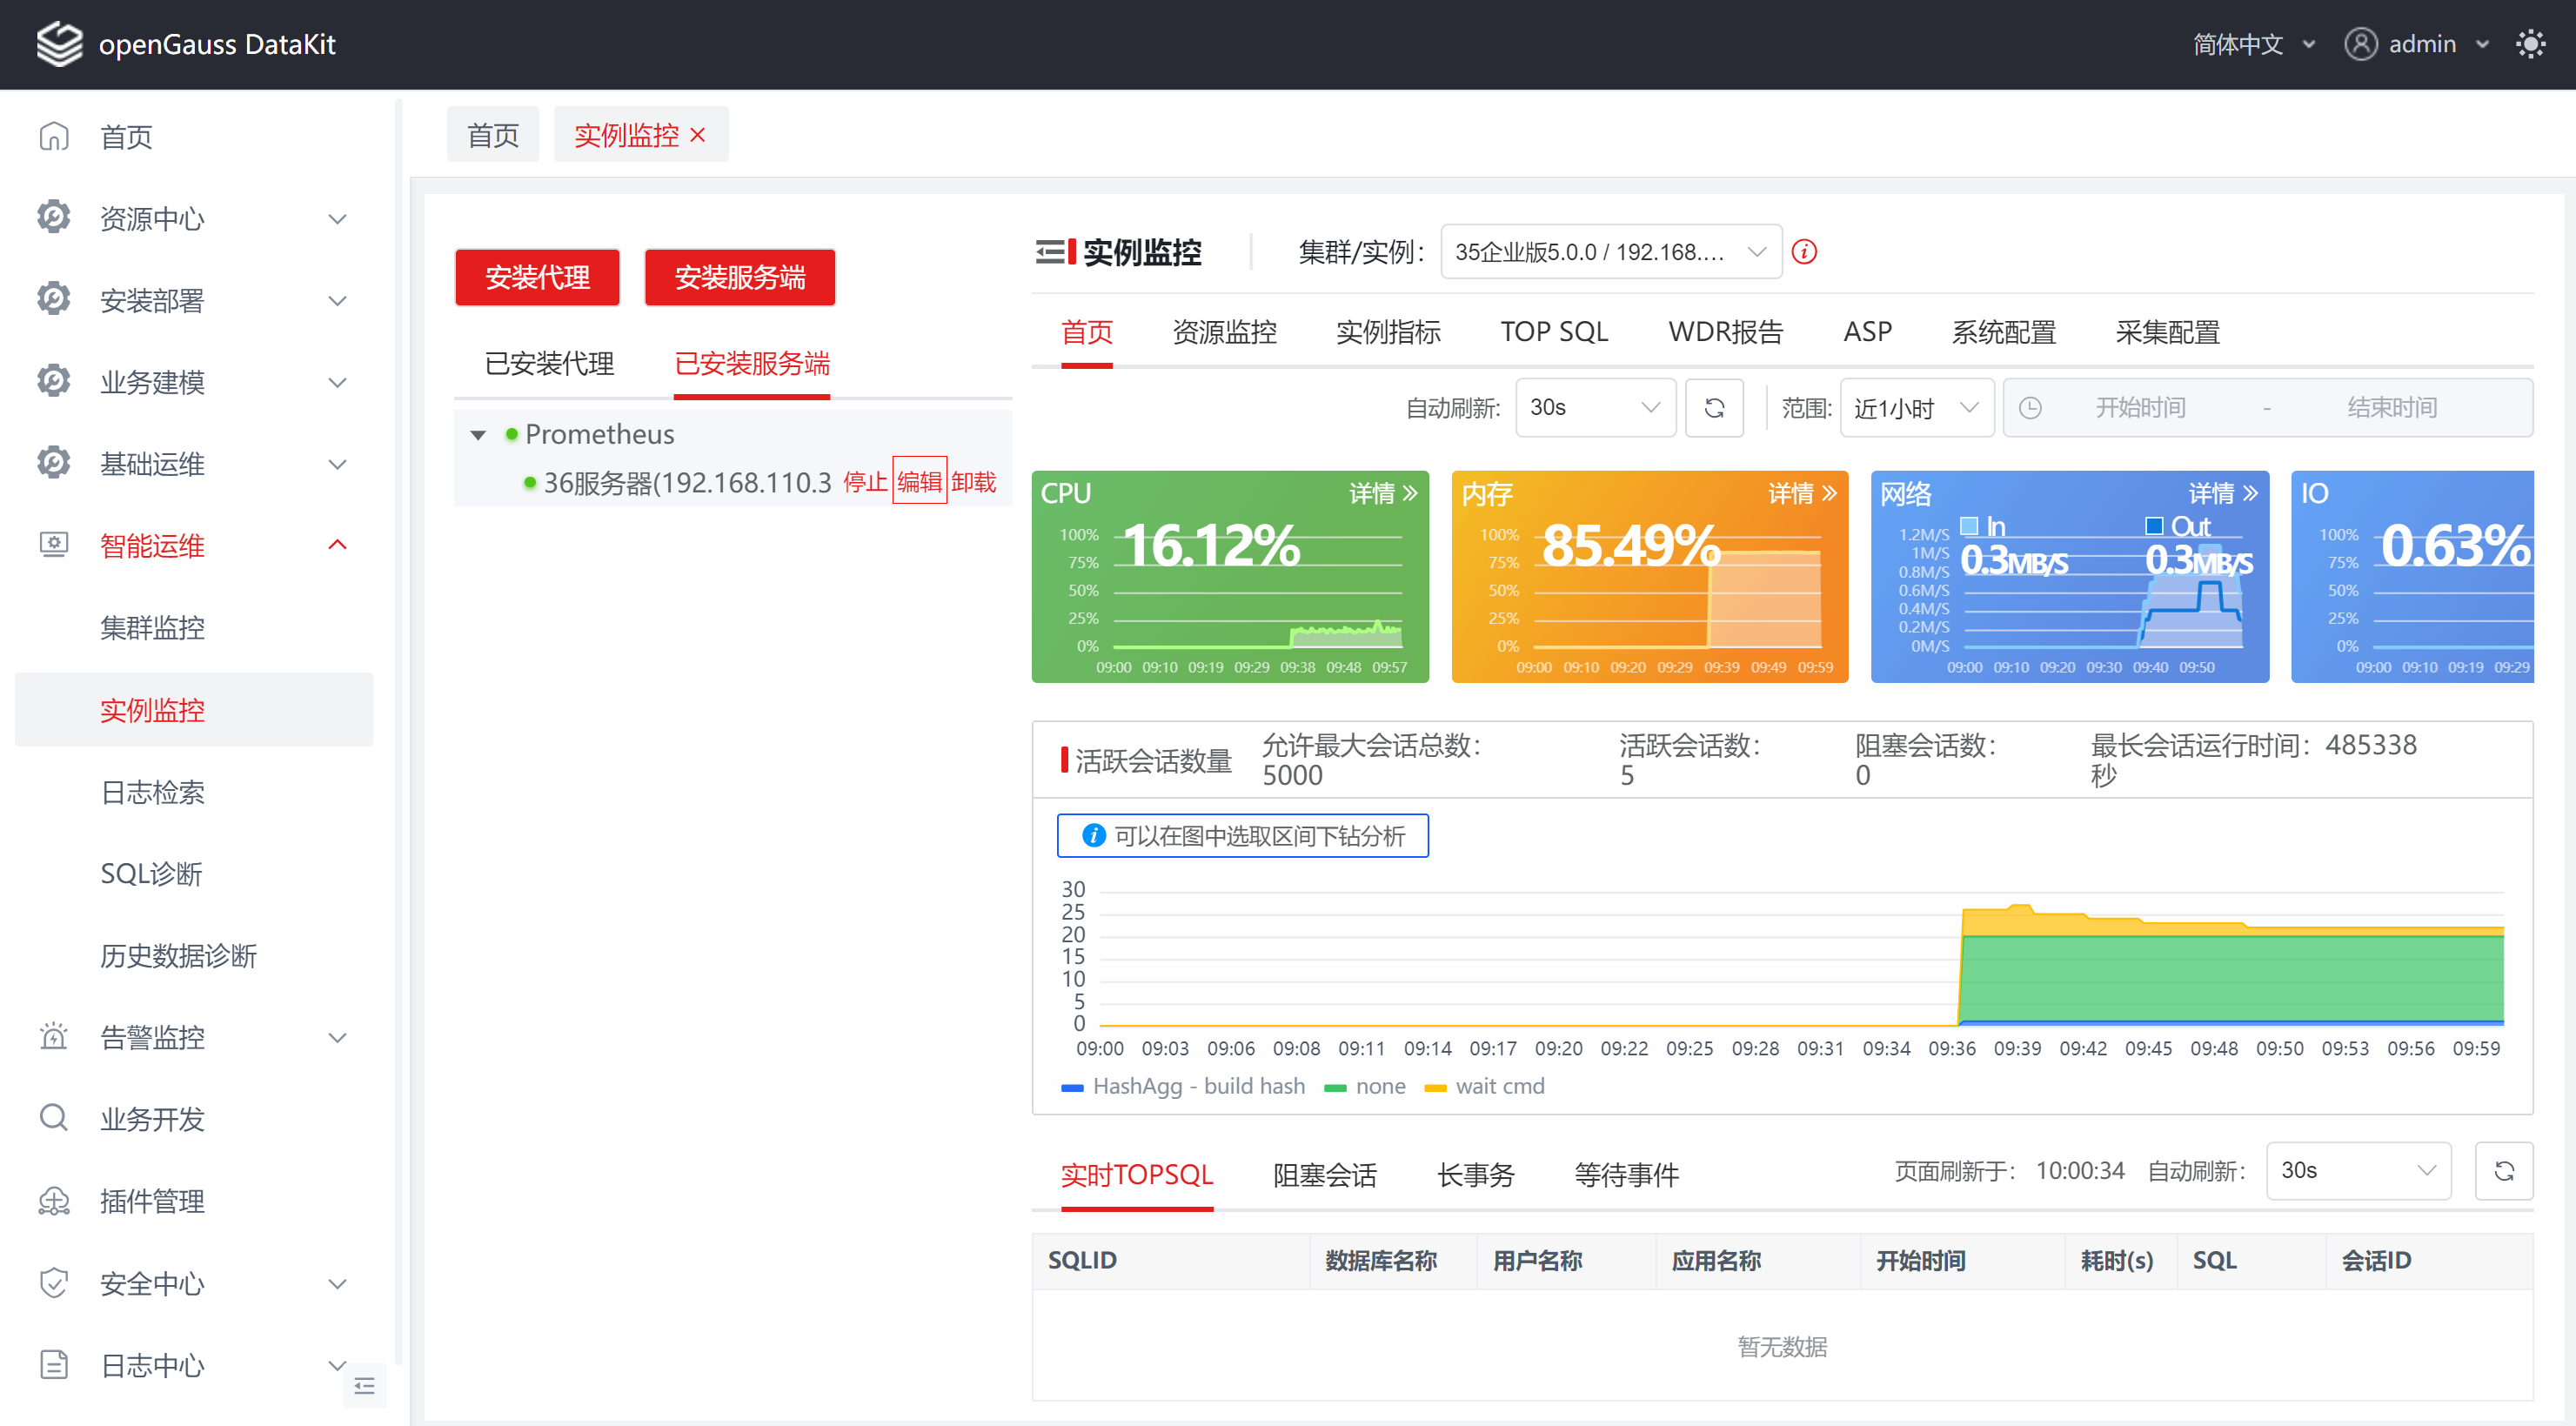 openGauss DataKit
简体中文
admin
首页
资源中心
安装部署
业务建模
基础运维
智能运维
集群监控
实例监控
日志检索
SQL诊断
历史数据诊断
告警监控
业务开发
插件管理
安全中心
日志中心
首页
实例监控
安装代理
安装服务端
已安装代理
已安装服务端
Prometheus
36服务器(192.168.110.3 停止 编辑 卸载
实例监控
集群/实例：
35企业版5.0.0 / 192.168....
首页 资源监控 实例指标 TOP SQL WDR报告 ASP 系统配置 采集配置
自动刷新: 30s 范围: 近1小时 开始时间 - 结束时间
CPU 详情
16.12%
100%
75%
50%
25%
0%
09:00 09:10 09:19 09:29 09:38 09:48 09:57
内存 详情
85.49%
100%
75%
50%
25%
0%
09:00 09:10 09:20 09:29 09:39 09:49 09:59
网络 详情
In Out
0.3MB/S 0.3MB/S
1.2M/S
1M/S
0.8M/S
0.6M/S
0.4M/S
0.2M/S
0M/S
09:00 09:10 09:20 09:30 09:40 09:50
IO
0.63%
100%
75%
50%
25%
0%
09:00 09:10 09:19 09:29
活跃会话数量
允许最大会话总数：
5000
活跃会话数：
5
阻塞会话数：
0
最长会话运行时间：485338
秒
可以在图中选取区间下钻分析
30
25
20
15
10
5
0
09:00 09:03 09:06 09:08 09:11 09:14 09:17 09:20 09:22 09:25 09:28 09:31 09:34 09:36 09:39 09:42 09:45 09:48 09:50 09:53 09:56 09:59
HashAgg - build hash none wait cmd
实时TOPSQL 阻塞会话 长事务 等待事件
页面刷新于： 10:00:34 自动刷新： 30s
SQLID 数据库名称 用户名称 应用名称 开始时间 耗时(s) SQL 会话ID
暂无数据